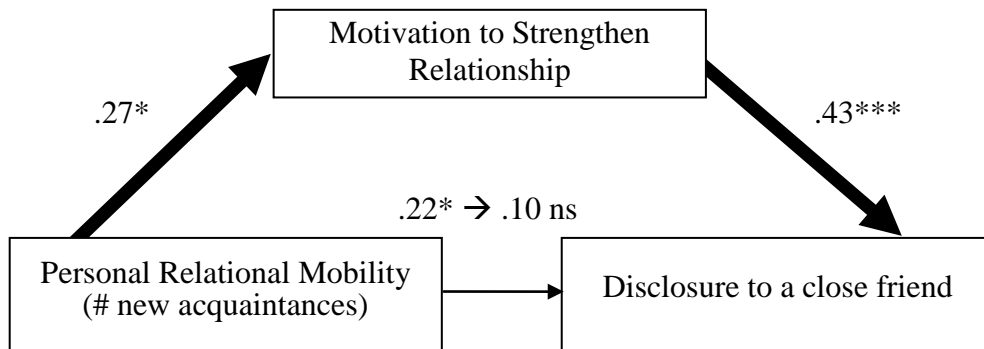 Motivation to Strengthen
Relationship
.27*
.43***
.22* → .10 ns
Personal Relational Mobility
(# new acquaintances)
Disclosure to a close friend